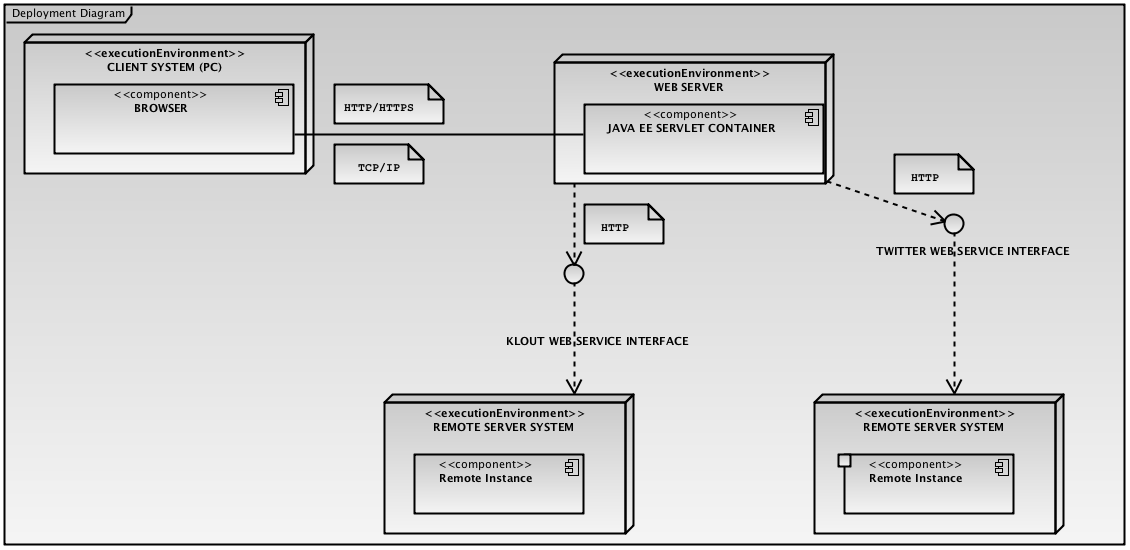 Deployment Diagram
<<executionEnvironment>>
CLIENT SYSTEM (PC)
<<component>>
BROWSER
HTTP/HTTPS
TCP/IP
<<executionEnvironment>>
WEB SERVER
<<component>>
JAVA EE SERVLET CONTAINER
HTTP
HTTP
TWITTER WEB SERVICE INTERFACE
KLOUT WEB SERVICE INTERFACE
<<executionEnvironment>>
REMOTE SERVER SYSTEM
<<component>>
Remote Instance
<<executionEnvironment>>
REMOTE SERVER SYSTEM
<<component>>
Remote Instance